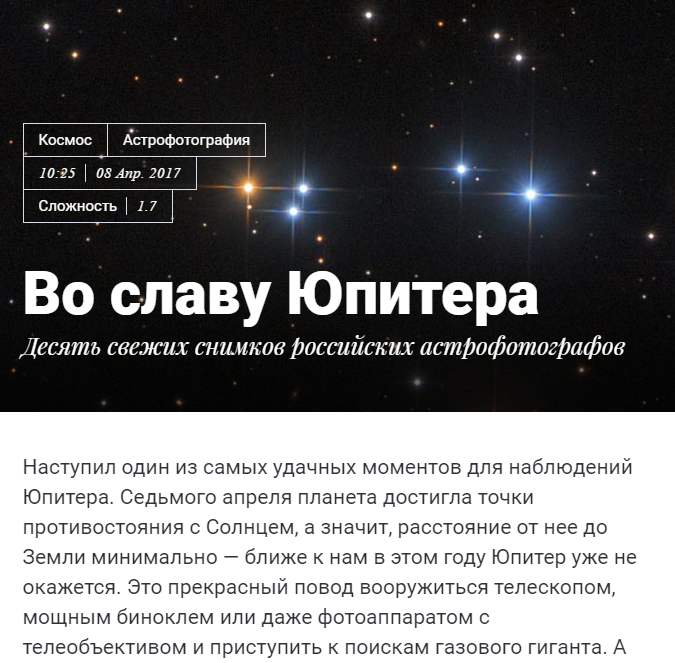 Космос Астрофотография
10:25 08 Апр. 2017
Сложность 1.7
Во славу Юпитера
Десять свежих снимков российских астрофотографов
Наступил один из самых удачных моментов для наблюдений
Юпитера. Седьмого апреля планета достигла точки
противостояния с Солнцем, а значит, расстояние от нее до
Земли минимально — ближе к нам в этом году Юпитер уже не
окажется. Это прекрасный повод вооружиться телескопом,
мощным биноклем или даже фотоаппаратом с
телеобъективом и приступить к поискам газового гиганта. А